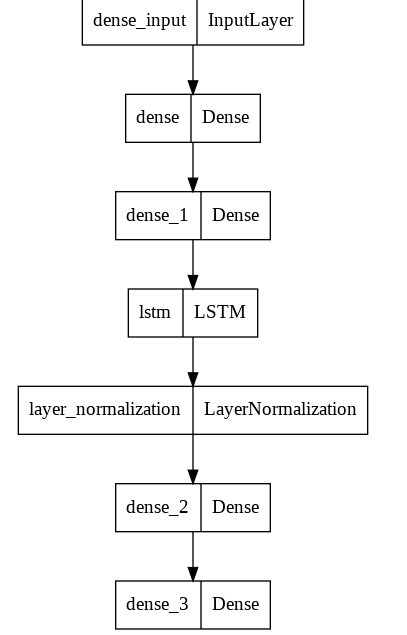 dense_input InputLayer
dense Dense
dense_1 Dense
lstm LSTM
layer_normalization LayerNormalization
dense_2 Dense
dense_3 Dense